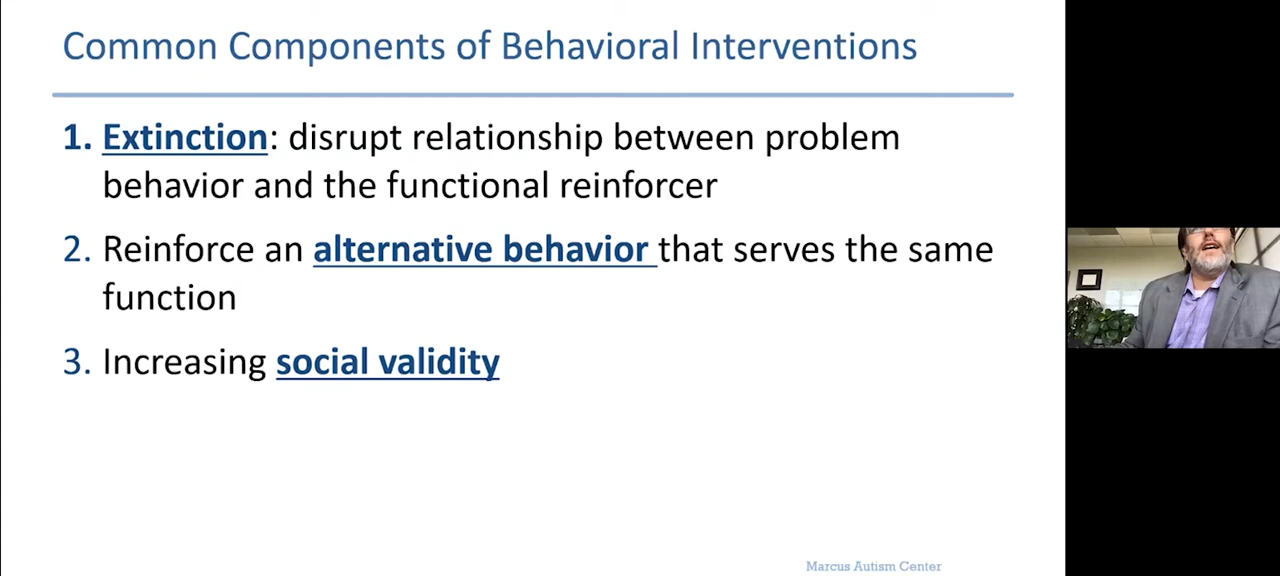 Common Components of Behavioral Interventions
1. Extinction: disrupt relationship between problem
behavior and the functional reinforcer
2. Reinforce an alternative behavior that serves the same
function
3. Increasing social validity
Marcus Autism Center